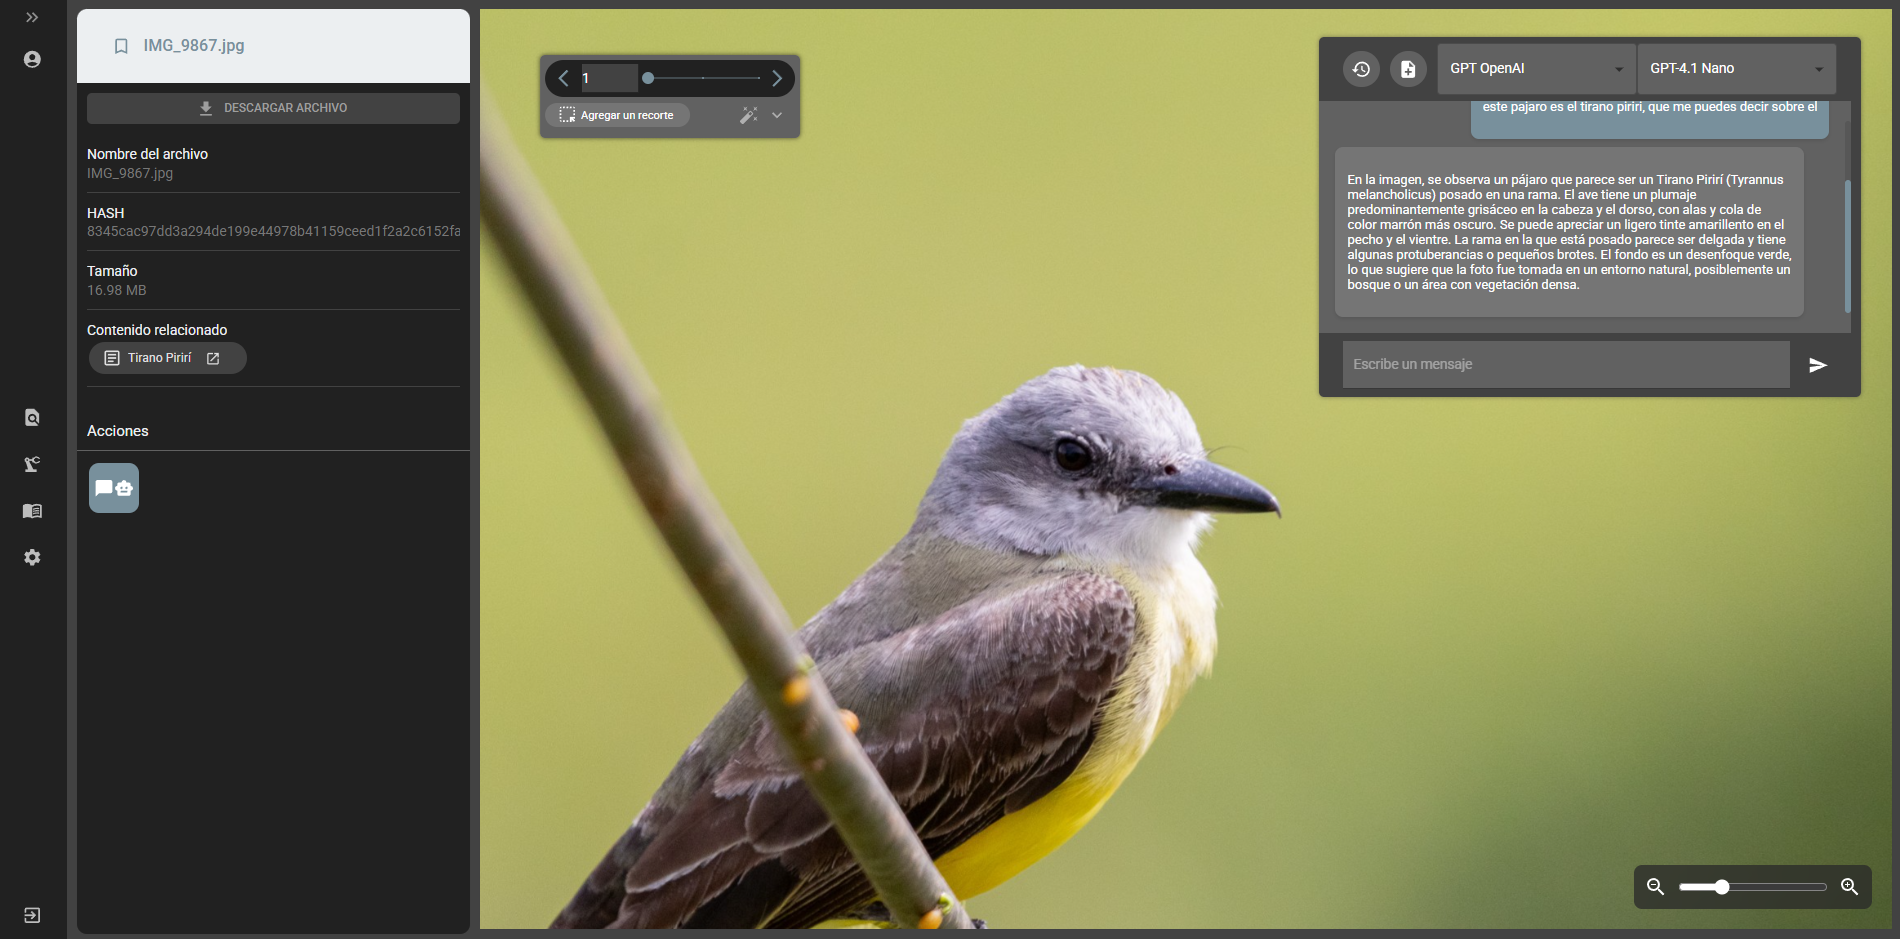 IMG_9867.jpg
DESCARGAR ARCHIVO
Nombre del archivo
IMG_9867.jpg
HASH
8345cac97dd3a294de199e44978b41159ceed1f2a2c6152fa
Tamaño
16.98 MB
Contenido relacionado
Tirano Pirirí
Acciones
1
Agregar un recorte
GPT OpenAI
GPT-4.1 Nano
este pajaro es el tirano piriri, que me puedes decir sobre el
En la imagen, se observa un pájaro que parece ser un Tirano Pirirí (Tyrannus
melancholicus) posado en una rama. El ave tiene un plumaje
predominantemente grisáceo en la cabeza y el dorso, con alas y cola de
color marrón más oscuro. Se puede apreciar un ligero tinte amarillento en el
pecho y el vientre. La rama en la que está posado parece ser delgada y tiene
algunas protuberancias o pequeños brotes. El fondo es un desenfoque verde,
lo que sugiere que la foto fue tomada en un entorno natural, posiblemente un
bosque o un área con vegetación densa.
Escribe un mensaje